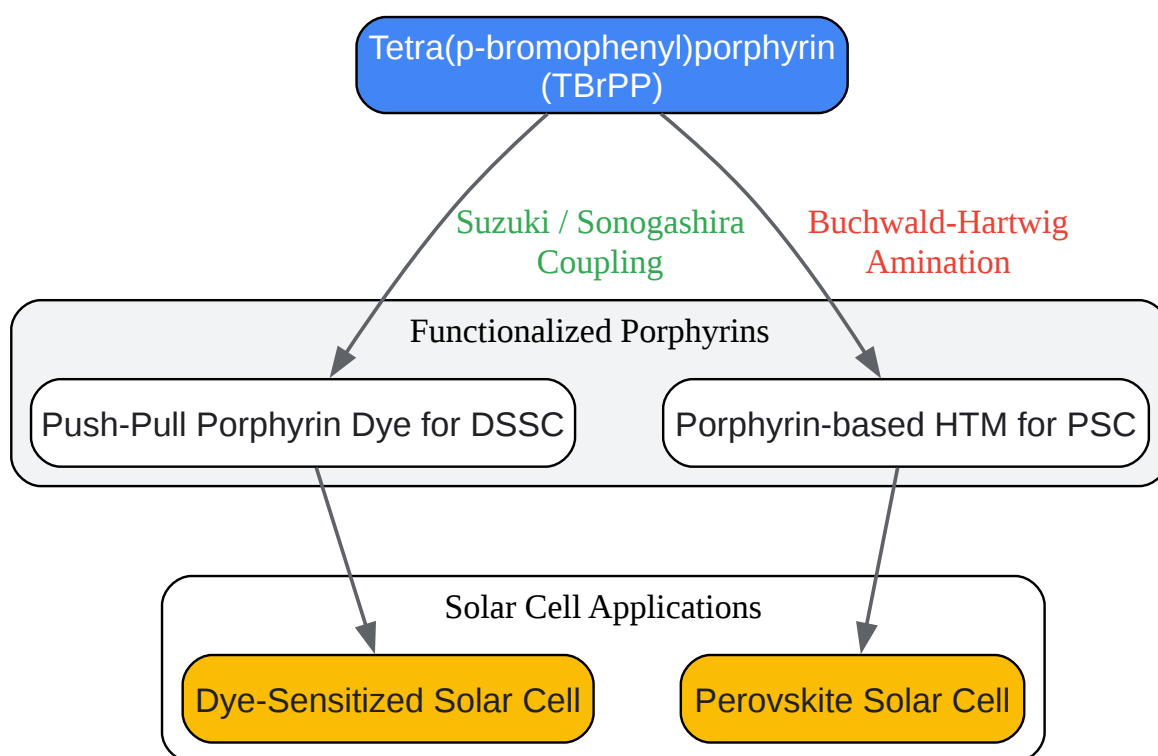 Tetra(p-bromophenyl)porphyrin
(TBrPP)
Suzuki / Sonogashira
Coupling
Buchwald-Hartwig
Amination
Functionalized Porphyrins
Push-Pull Porphyrin Dye for DSSC
Porphyrin-based HTM for PSC
Solar Cell Applications
Dye-Sensitized Solar Cell
Perovskite Solar Cell